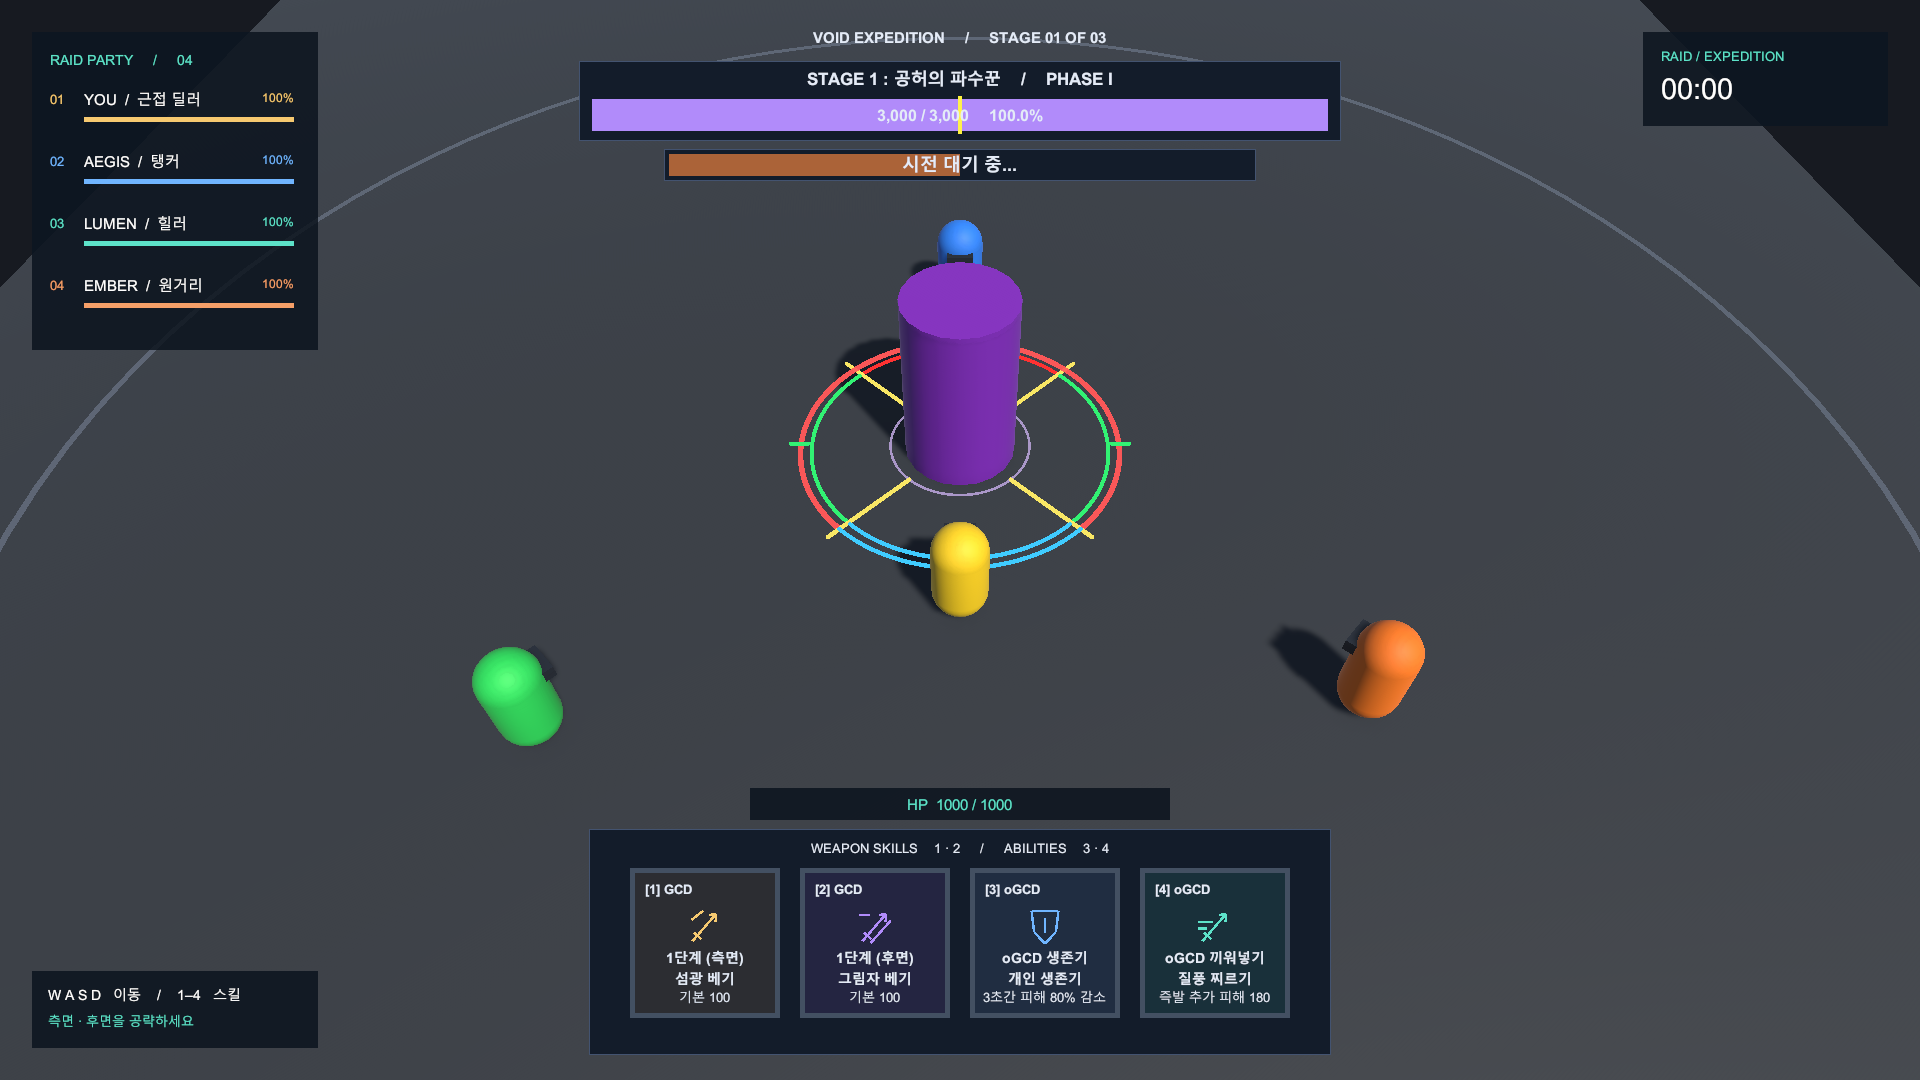 VOID EXPEDITION / STAGE 01 OF 03
RAID PARTY / 04
01 YOU / 근접 딜러 100%
02 AEGIS / 탱커 100%
03 LUMEN / 힐러 100%
04 EMBER / 원거리 100%
STAGE 1 : 공허의 파수꾼 / PHASE I
3,000 / 3,000 100.0%
시전 대기 중...
RAID / EXPEDITION
00:00
HP 1000 / 1000
WEAPON SKILLS 1 · 2 / ABILITIES 3 · 4
[1] GCD
1단계 (측면)
섬광 베기
기본 100
[2] GCD
1단계 (후면)
그림자 베기
기본 100
[3] oGCD
oGCD 생존기
개인 생존기
3초간 피해 80% 감소
[4] oGCD
oGCD 끼워넣기
질풍 찌르기
즉발 추가 피해 180
W A S D 이동 / 1–4 스킬
측면 · 후면을 공략하세요